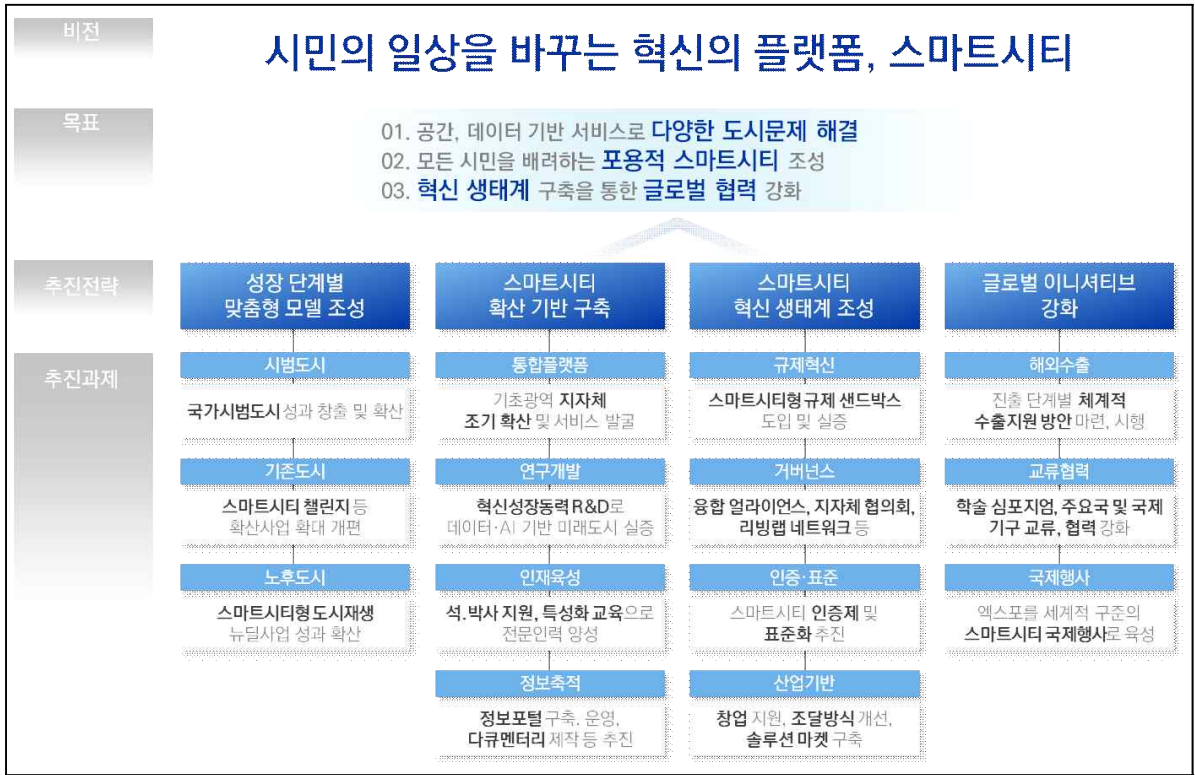 비전
시민의 일상을 바꾸는 혁신의 플랫폼, 스마트시티
목표
01. 공간, 데이터 기반 서비스로 다양한 도시문제 해결
02. 모든 시민을 배려하는 포용적 스마트시티 조성
03. 혁신 생태계 구축을 통한 글로벌 협력 강화
추진전략
성장 단계별
맞춤형 모델 조성
스마트시티
확산 기반 구축
스마트시티
혁신 생태계 조성
글로벌 이니셔티브
강화
추진과제
시범도시
국가시범도시 성과 창출 및 확산
기존도시
스마트시티 챌린지 등
확산사업 확대 개편
노후도시
스마트시티형 도시재생
뉴딜사업 성과 확산
통합플랫폼
기초광역 지자체
조기 확산 및 서비스 발굴
연구개발
혁신성장동력 R&D로
데이터·AI 기반 미래도시 실증
인재육성
석.박사 지원, 특성화 교육으로
전문인력 양성
정보축적
정보포털 구축. 운영,
다큐멘터리 제작 등 추진
규제혁신
스마트시티형 규제 샌드박스
도입 및 실증
거버넌스
융합 얼라이언스, 지자체 협의회,
리빙랩 네트워크 등
인증·표준
스마트시티 인증제 및
표준화 추진
산업기반
창업 지원, 조달방식 개선,
솔루션 마켓 구축
해외수출
진출 단계별 체계적
수출지원 방안 마련, 시행
교류협력
학술 심포지엄, 주요국 및 국제
기구 교류, 협력 강화
국제행사
엑스포를 세계적 구준의
스마트시티 국제행사로 육성